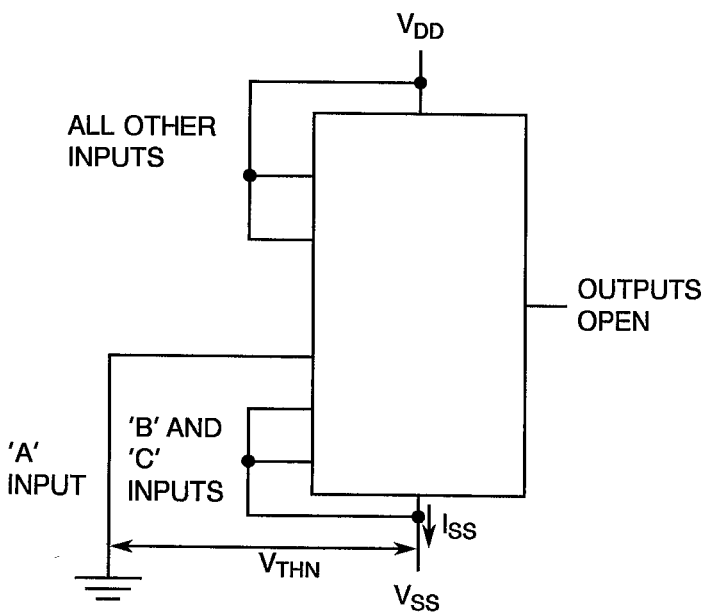 VDD
ALL OTHER
INPUTS
OUTPUTS
OPEN
'A'
INPUT
'B' AND
'C'
INPUTS
ISS
VTHN
VSS